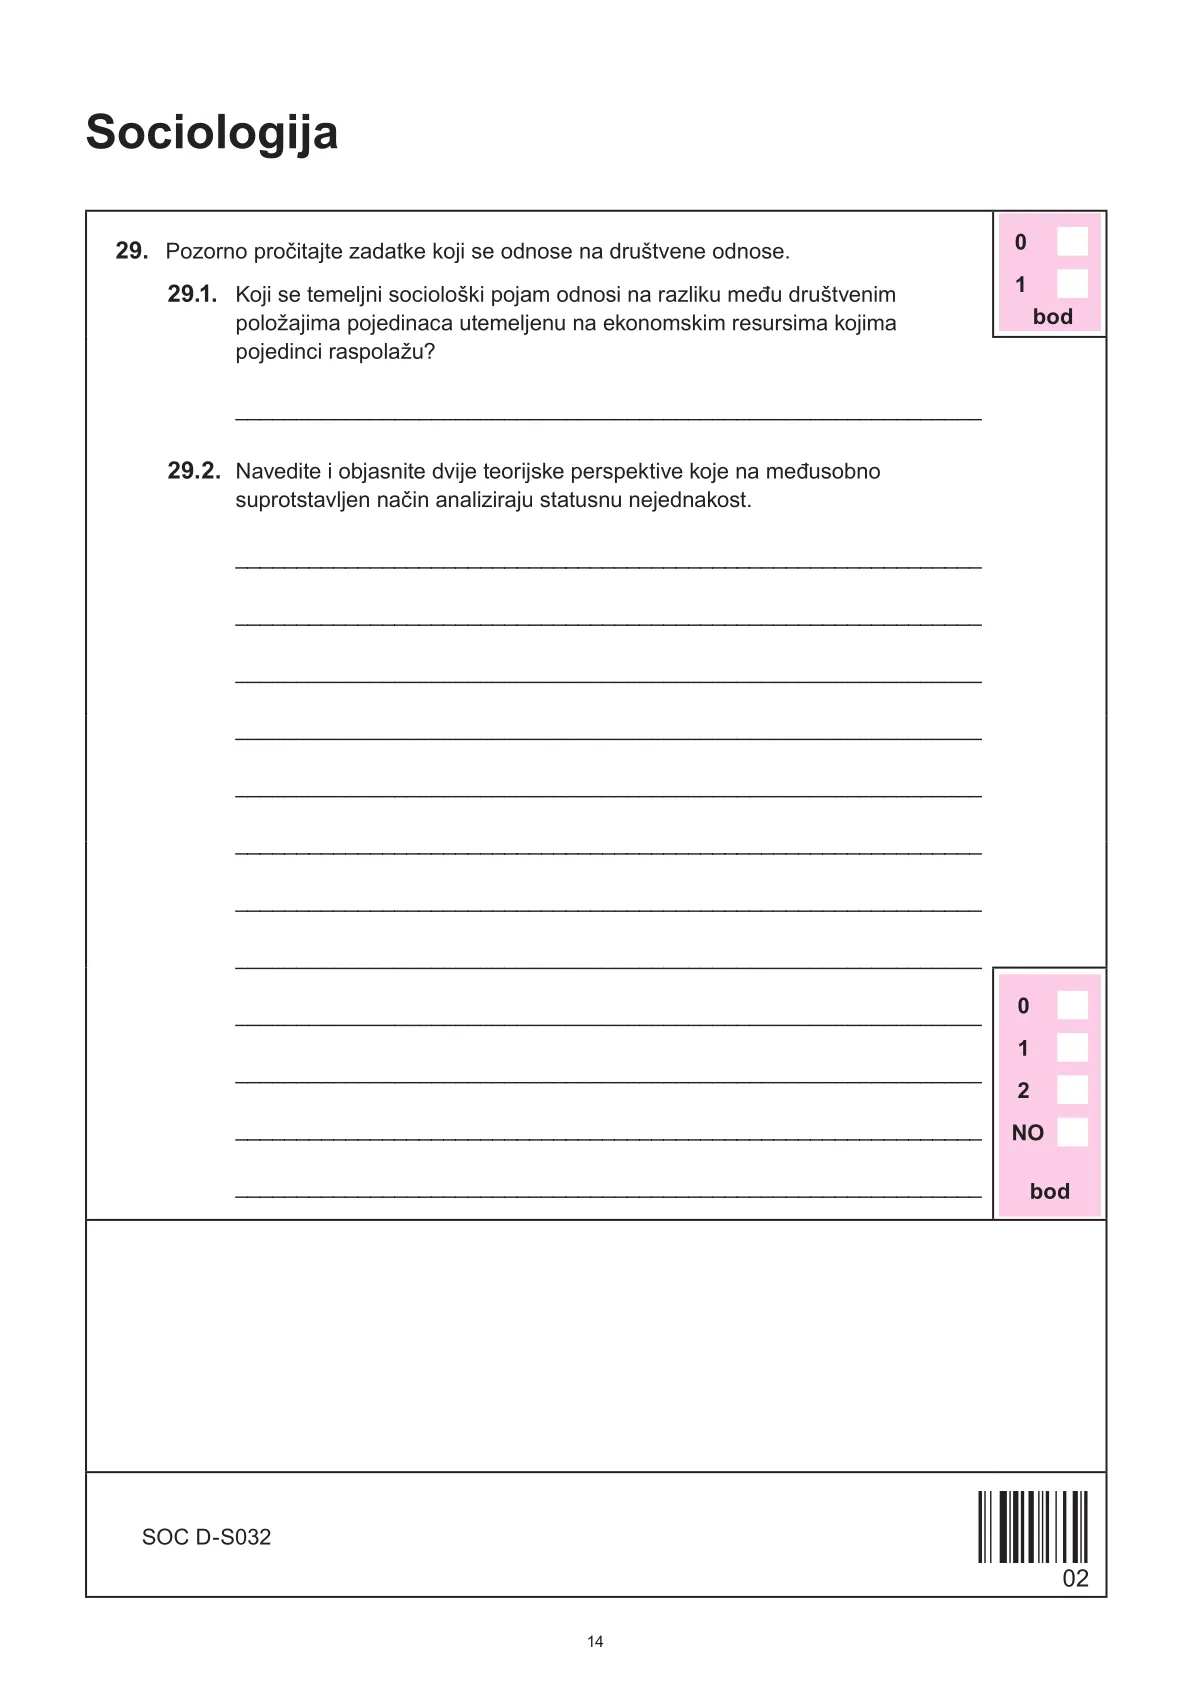 Sociologija
29. Pozorno pročitajte zadatke koji se odnose na društvene odnose.
0
1
bod
29.1. Koji se temeljni sociološki pojam odnosi na razliku među društvenim
položajima pojedinaca utemeljenu na ekonomskim resursima kojima
pojedinci raspolažu?
29.2. Navedite i objasnite dvije teorijske perspektive koje na međusobno
suprotstavljen način analiziraju statusnu nejednakost.
0
1
2
NO
bod
SOC D-S032
02
14